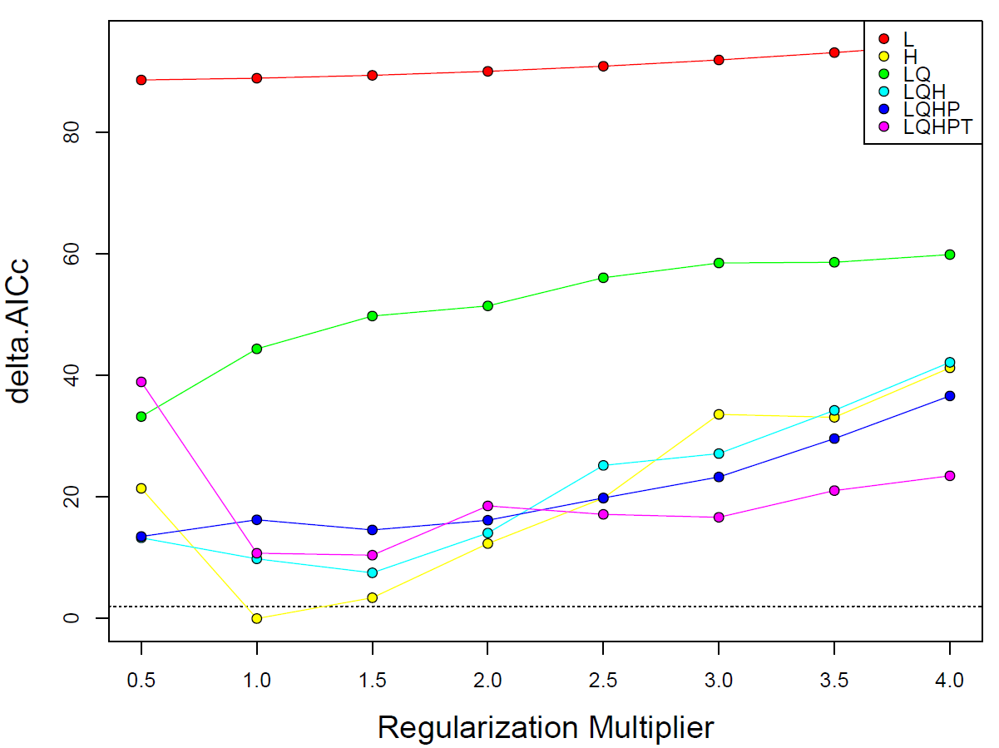 L
H
LQ
LQH
LQHP
LQHPT
80
60
40
20
0
delta.AICc
0.5 1.0 1.5 2.0 2.5 3.0 3.5 4.0
Regularization Multiplier